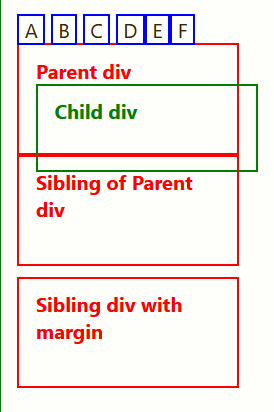 A B C D E F
Parent div
Child div
Sibling of Parent
div
Sibling div with
margin